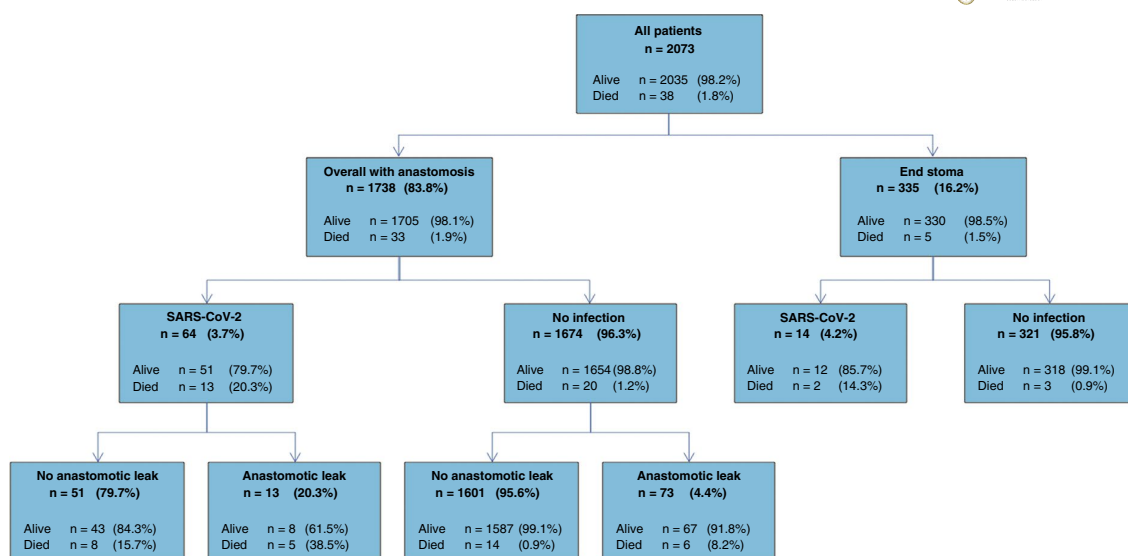 All patients
n = 2073
Alive n = 2035 (98.2%)
Died n = 38 (1.8%)
Overall with anastomosis
n = 1738 (83.8%)
Alive n = 1705 (98.1%)
Died n = 33 (1.9%)
End stoma
n = 335 (16.2%)
Alive n = 330 (98.5%)
Died n = 5 (1.5%)
SARS-CoV-2
n = 64 (3.7%)
Alive n = 51 (79.7%)
Died n = 13 (20.3%)
No infection
n = 1674 (96.3%)
Alive n = 1654 (98.8%)
Died n = 20 (1.2%)
SARS-CoV-2
n = 14 (4.2%)
Alive n = 12 (85.7%)
Died n = 2 (14.3%)
No infection
n = 321 (95.8%)
Alive n = 318 (99.1%)
Died n = 3 (0.9%)
No anastomotic leak
n = 51 (79.7%)
Alive n = 43 (84.3%)
Died n = 8 (15.7%)
Anastomotic leak
n = 13 (20.3%)
Alive n = 8 (61.5%)
Died n = 5 (38.5%)
No anastomotic leak
n = 1601 (95.6%)
Alive n = 1587 (99.1%)
Died n = 14 (0.9%)
Anastomotic leak
n = 73 (4.4%)
Alive n = 67 (91.8%)
Died n = 6 (8.2%)